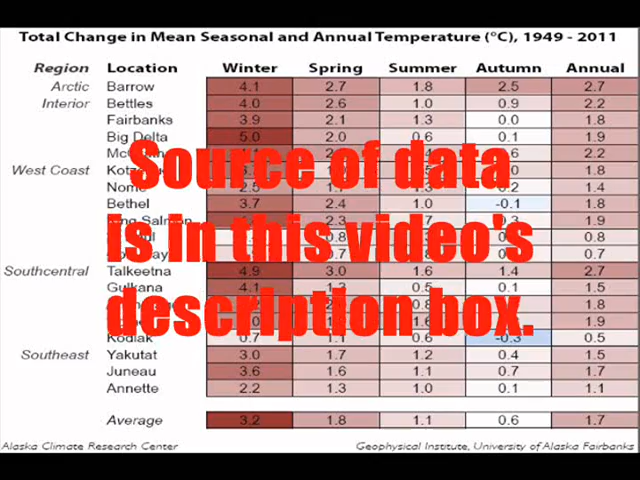 Total Change in Mean Seasonal and Annual Temperature (°C), 1949 - 2011
Region Location Winter Spring Summer Autumn Annual
Arctic Barrow 4.1 2.7 1.8 2.5 2.7
Interior Bettles 4.0 2.6 1.0 0.9 2.2
Fairbanks 3.9 2.1 1.3 0.0 1.8
Big Delta 5.0 2.0 0.6 0.1 1.9
2.2
West Coast 1.8
Source of data
1.4
Bethel 3.7 2.4 1.0 -0.1 1.8
1.9
is in this video's
0.8
0.7
Southcentral Talkeetna 4.9 3.0 1.6 1.4 2.7
Gulkana 4.1 0.5 0.1 1.5
1.8
description box.
1.9
Kodiak 0.7 1.1 0.6 -0.3 0.5
Southeast Yakutat 3.0 1.7 1.2 0.4 1.5
Juneau 3.6 1.6 1.1 0.7 1.7
Annette 2.2 1.3 1.0 0.1 1.1
Average 3.2 1.8 1.1 0.6 1.7
Alaska Climate Research Center Geophysical Institute, University of Alaska Fairbanks